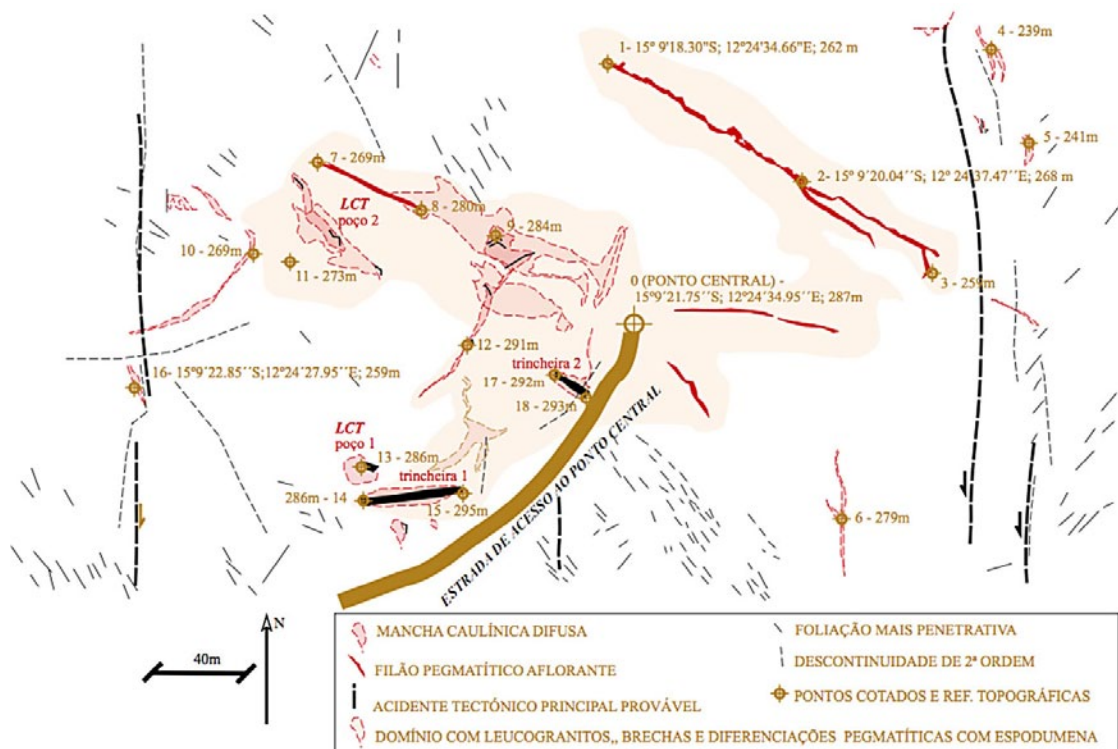 1- 15º 9'18.30"S; 12º24'34.66"E; 262 m
4 - 239m
5 - 241m
7 - 269m
2- 15º 9´20.04´´S; 12º 24´37.47´´E; 268 m
LCT
poço 2
8 - 280m
9 - 284m
10 - 269m
11 - 273m
3 - 259m
0 (PONTO CENTRAL) -
15º9´21.75´´S; 12º24´34.95´´E; 287m
12 - 291m
trincheira 2
16- 15º9´22.85´´S;12º24´27.95´´E; 259m
17 - 292m
18 - 293m
LCT
poço 1
13 - 286m
trincheira 1
286m - 14
15 - 295m
ESTRADA DE ACESSO AO PONTO CENTRAL
6 - 279m
N
40m
MANCHA CAULÍNICA DIFUSA
FILÃO PEGMATÍTICO AFLORANTE
ACIDENTE TECTÓNICO PRINCIPAL PROVÁVEL
DOMÍNIO COM LEUCOGRANITOS,, BRECHAS E DIFERENCIAÇÕES PEGMATÍTICAS COM ESPODUMENA
FOLIAÇÃO MAIS PENETRATIVA
DESCONTINUIDADE DE 2ª ORDEM
PONTOS COTADOS E REF. TOPOGRÁFICAS